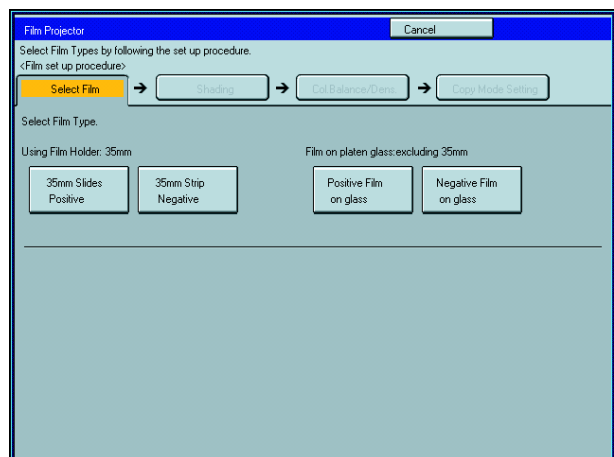 Film Projector Cancel
Select Film Types by following the set up procedure.
<Film set up procedure>
Select Film ➔ Shading ➔ Col.Balance/Dens. ➔ Copy Mode Setting
Select Film Type.
Using Film Holder: 35mm Film on platen glass:excluding 35mm
35mm Slides 35mm Strip Positive Film Negative Film
Positive Negative on glass on glass